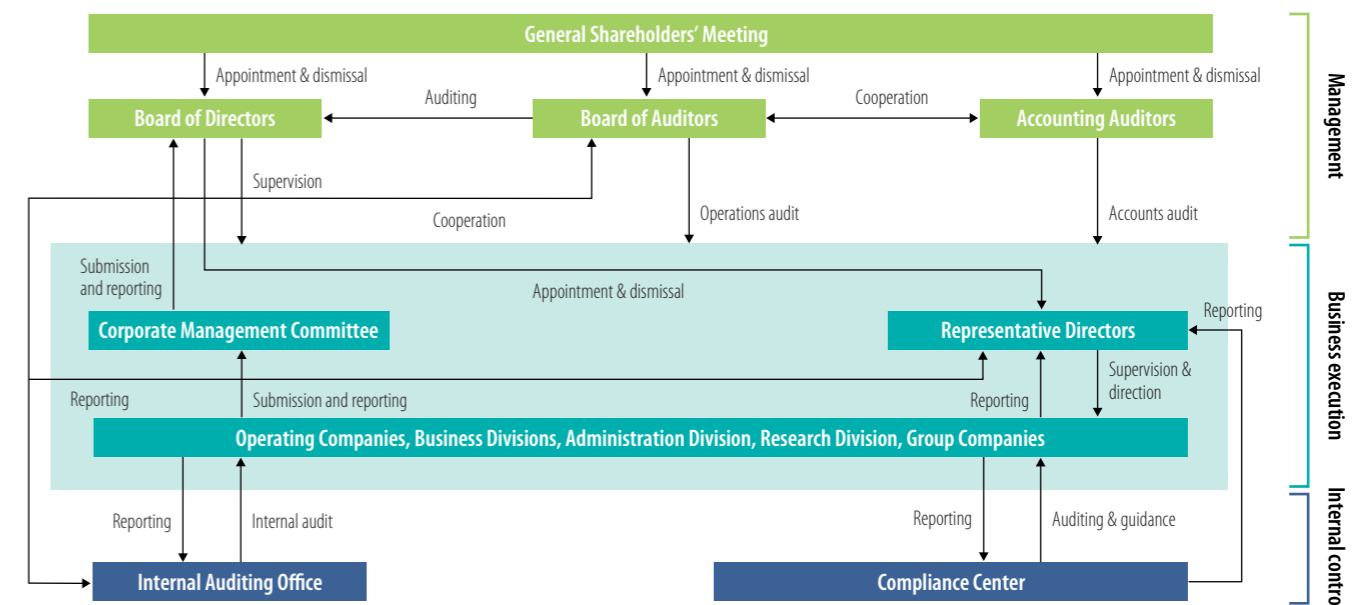 General Shareholders' Meeting
Appointment & dismissal
Appointment & dismissal
Appointment & dismissal
Auditing
Cooperation
Board of Directors
Board of Auditors
Accounting Auditors
Supervision
Cooperation
Operations audit
Accounts audit
Submission
and reporting
Appointment & dismissal
Reporting
Corporate Management Committee
Representative Directors
Supervision &
direction
Reporting
Submission and reporting
Reporting
Operating Companies, Business Divisions, Administration Division, Research Division, Group Companies
Reporting
Internal audit
Reporting
Auditing & guidance
Internal Auditing Office
Compliance Center
Management
Business execution
Internal contro